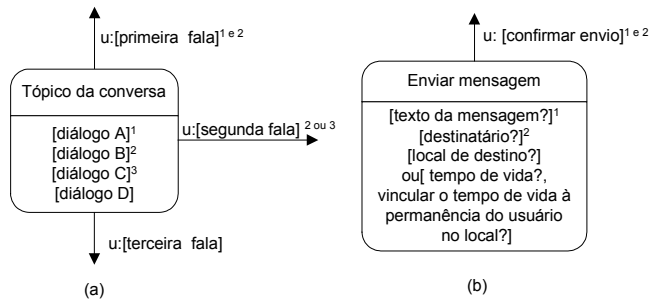 u:[primeira fala]1 e 2
Tópico da conversa
[diálogo A]1
[diálogo B]2
[diálogo C]3
[diálogo D]
u:[segunda fala] 2 ou 3
u:[terceira fala]
(a)
u: [confirmar envio]1 e 2
Enviar mensagem
[texto da mensagem?]1
[destinatário?]2
[local de destino?]
ou[ tempo de vida?,
vincular o tempo de vida à
permanência do usuário
no local?]
(b)